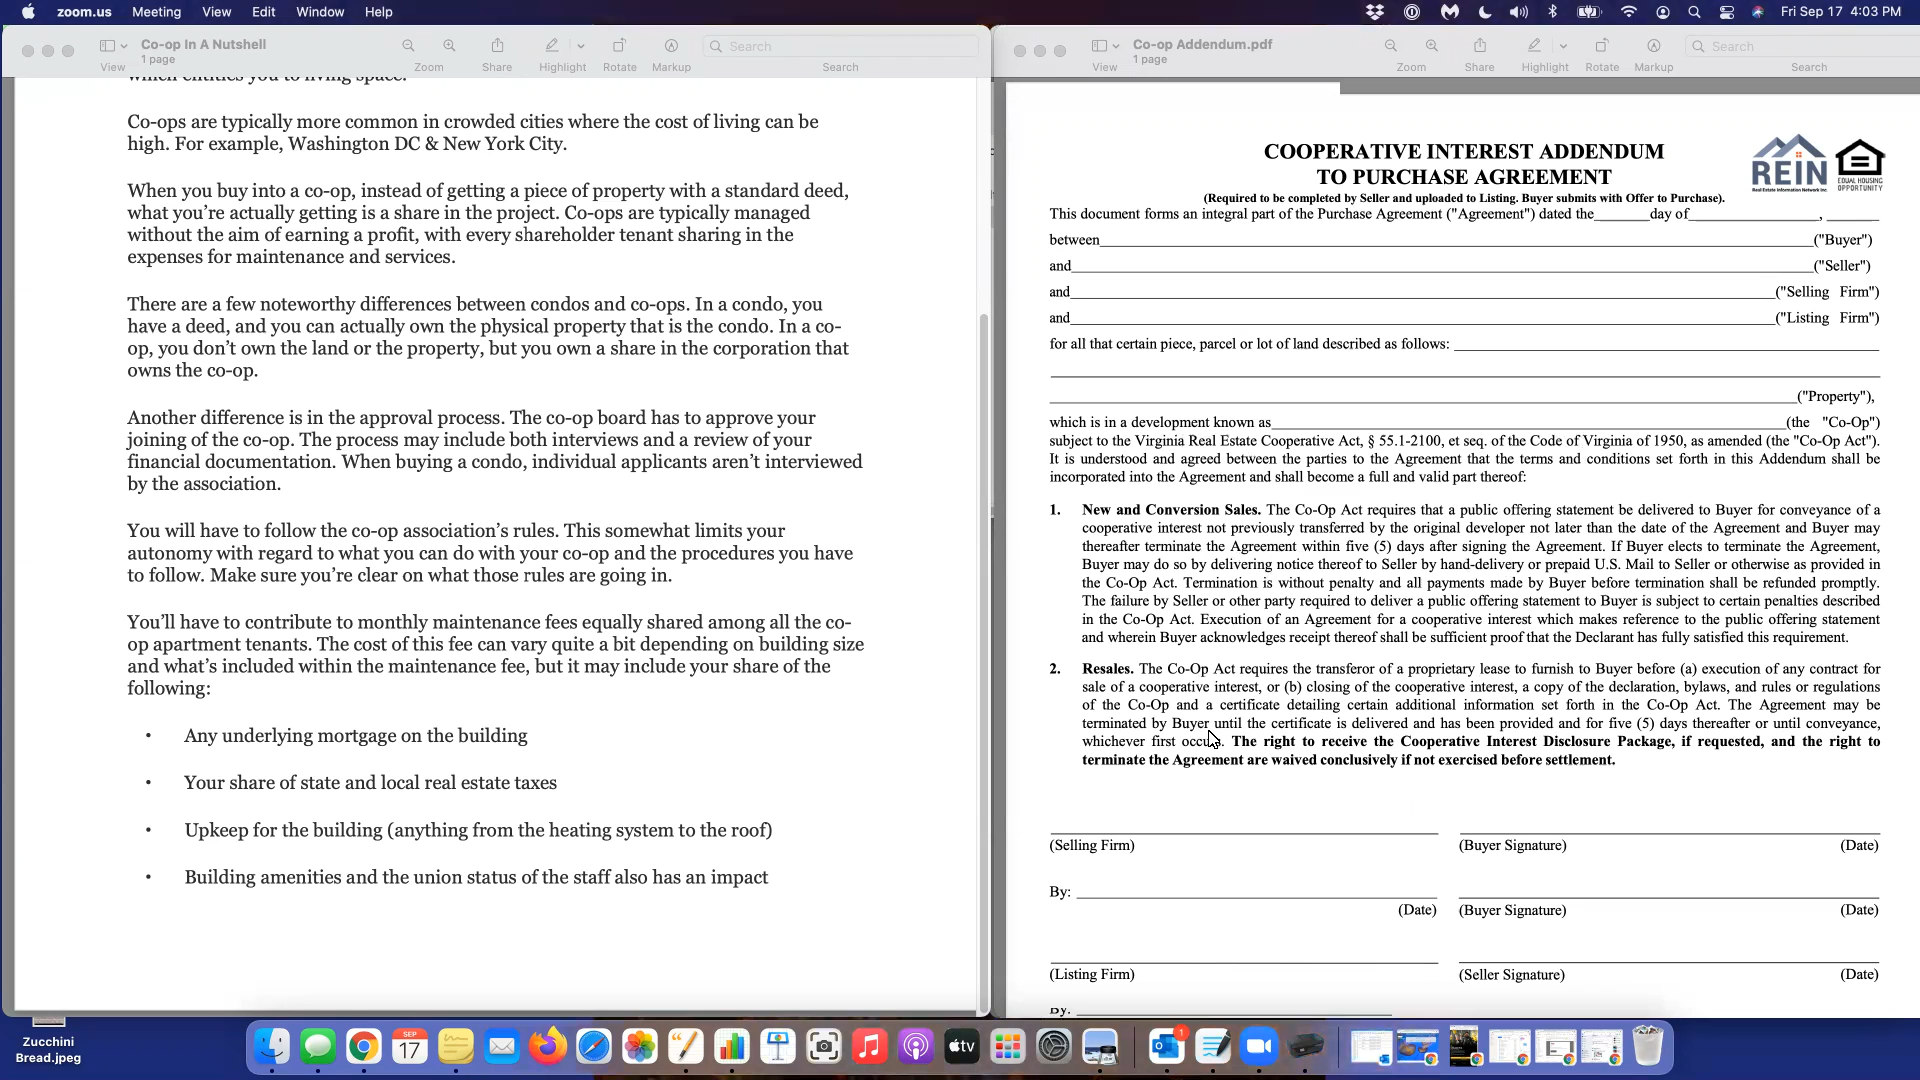 zoom.us Meeting View Edit Window Help
Fri Sep 17 4:03 PM
Co-op In A Nutshell
1 page
View Zoom Share Highlight Rotate Markup Search
Search
which entitles you to living space.
Co-ops are typically more common in crowded cities where the cost of living can be
high. For example, Washington DC & New York City.
When you buy into a co-op, instead of getting a piece of property with a standard deed,
what you're actually getting is a share in the project. Co-ops are typically managed
without the aim of earning a profit, with every shareholder tenant sharing in the
expenses for maintenance and services.
There are a few noteworthy differences between condos and co-ops. In a condo, you
have a deed, and you can actually own the physical property that is the condo. In a co-
op, you don't own the land or the property, but you own a share in the corporation that
owns the co-op.
Another difference is in the approval process. The co-op board has to approve your
joining of the co-op. The process may include both interviews and a review of your
financial documentation. When buying a condo, individual applicants aren't interviewed
by the association.
You will have to follow the co-op association's rules. This somewhat limits your
autonomy with regard to what you can do with your co-op and the procedures you have
to follow. Make sure you're clear on what those rules are going in.
You'll have to contribute to monthly maintenance fees equally shared among all the co-
op apartment tenants. The cost of this fee can vary quite a bit depending on building size
and what's included within the maintenance fee, but it may include your share of the
following:
• Any underlying mortgage on the building
• Your share of state and local real estate taxes
• Upkeep for the building (anything from the heating system to the roof)
• Building amenities and the union status of the staff also has an impact
Co-op Addendum.pdf
1 page
View Zoom Share Highlight Rotate Markup Search
Search
COOPERATIVE INTEREST ADDENDUM
TO PURCHASE AGREEMENT
REIN
Real Estate Information Network Inc.
EQUAL HOUSING
OPPORTUNITY
(Required to be completed by Seller and uploaded to Listing. Buyer submits with Offer to Purchase).
This document forms an integral part of the Purchase Agreement ("Agreement") dated the_______day of_________________, _______
between_______________("Buyer")
and_______________("Seller")
and_______________("Selling Firm")
and_______________("Listing Firm")
for all that certain piece, parcel or lot of land described as follows: _______________
_______________("Property"),
which is in a development known as_______________(the "Co-Op")
subject to the Virginia Real Estate Cooperative Act, § 55.1-2100, et seq. of the Code of Virginia of 1950, as amended (the "Co-Op Act").
It is understood and agreed between the parties to the Agreement that the terms and conditions set forth in this Addendum shall be
incorporated into the Agreement and shall become a full and valid part thereof:
1. New and Conversion Sales. The Co-Op Act requires that a public offering statement be delivered to Buyer for conveyance of a
cooperative interest not previously transferred by the original developer not later than the date of the Agreement and Buyer may
thereafter terminate the Agreement within five (5) days after signing the Agreement. If Buyer elects to terminate the Agreement,
Buyer may do so by delivering notice thereof to Seller by hand-delivery or prepaid U.S. Mail to Seller or otherwise as provided in
the Co-Op Act. Termination is without penalty and all payments made by Buyer before termination shall be refunded promptly.
The failure by Seller or other party required to deliver a public offering statement to Buyer is subject to certain penalties described
in the Co-Op Act. Execution of an Agreement for a cooperative interest which makes reference to the public offering statement
and wherein Buyer acknowledges receipt thereof shall be sufficient proof that the Declarant has fully satisfied this requirement.
2. Resales. The Co-Op Act requires the transferor of a proprietary lease to furnish to Buyer before (a) execution of any contract for
sale of a cooperative interest, or (b) closing of the cooperative interest, a copy of the declaration, bylaws, and rules or regulations
of the Co-Op and a certificate detailing certain additional information set forth in the Co-Op Act. The Agreement may be
terminated by Buyer until the certificate is delivered and has been provided and for five (5) days thereafter or until conveyance,
whichever first occurs. The right to receive the Cooperative Interest Disclosure Package, if requested, and the right to
terminate the Agreement are waived conclusively if not exercised before settlement.
(Selling Firm) (Buyer Signature) (Date)
By: _______________
(Date) (Buyer Signature) (Date)
(Listing Firm) (Seller Signature) (Date)
By: _______________
Zucchini
Bread.jpeg
SEP
17
tv
1